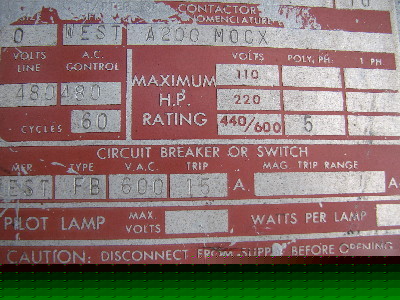 CONTACTOR
NOMENCLATURE
0 WEST A200 M0CX
VOLTS LINE A.C. CONTROL
480 480
CYCLES 60
VOLTS POLY. PH. 1 PH
MAXIMUM H.P. RATING
110
220
440/600 5
CIRCUIT BREAKER OR SWITCH
MFR TYPE V.A.C. TRIP MAG. TRIP RANGE
EST FB 600 15 A. A
PILOT LAMP MAX VOLTS WATTS PER LAMP
CAUTION: DISCONNECT FROM SUPP BEFORE OPENING